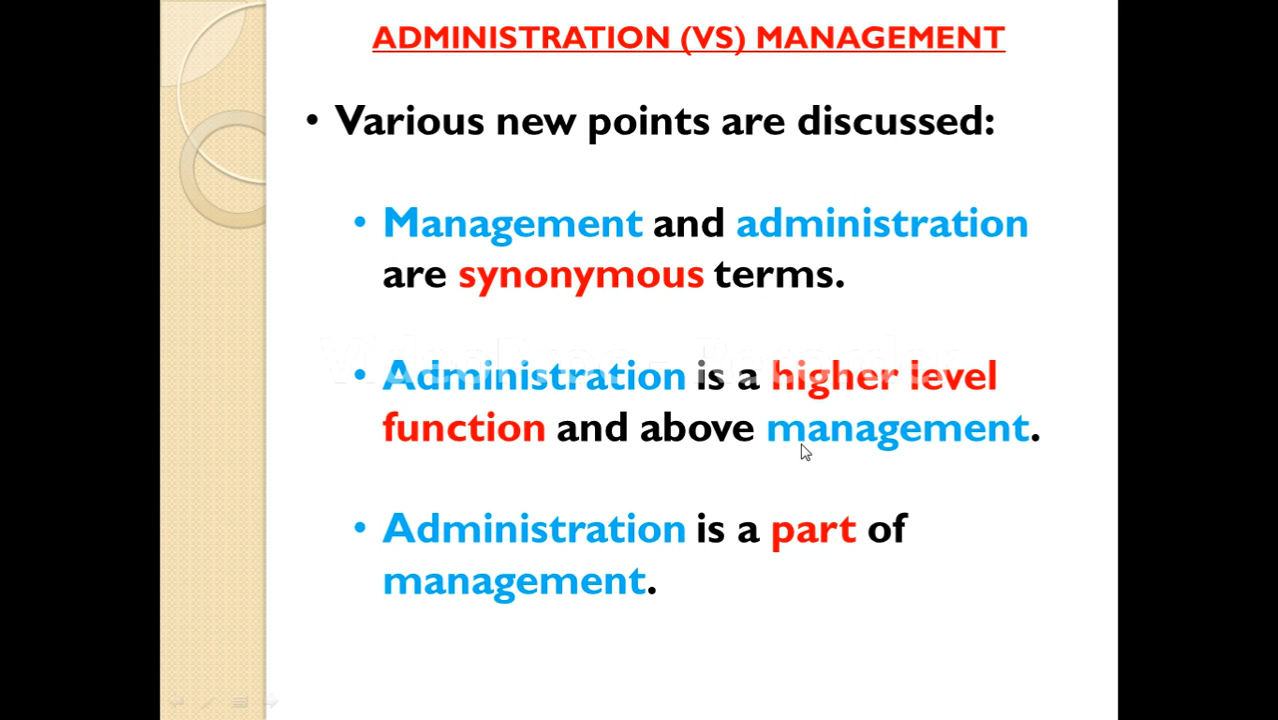 ADMINISTRATION (VS) MANAGEMENT
• Various new points are discussed:
• Management and administration
are synonymous terms.
• Administration is a higher level
function and above management.
• Administration is a part of
management.